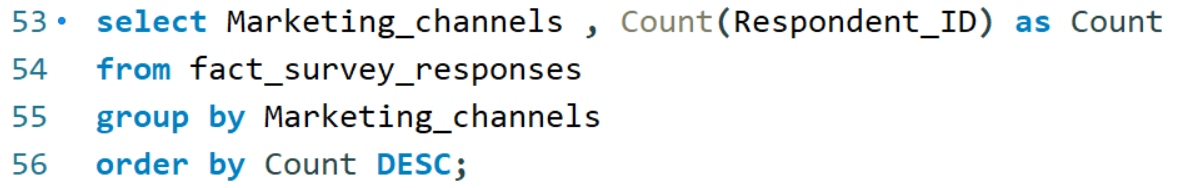 53 select Marketing_channels , Count(Respondent_ID) as Count
54 from fact_survey_responses
55 group by Marketing_channels
56 order by Count DESC;